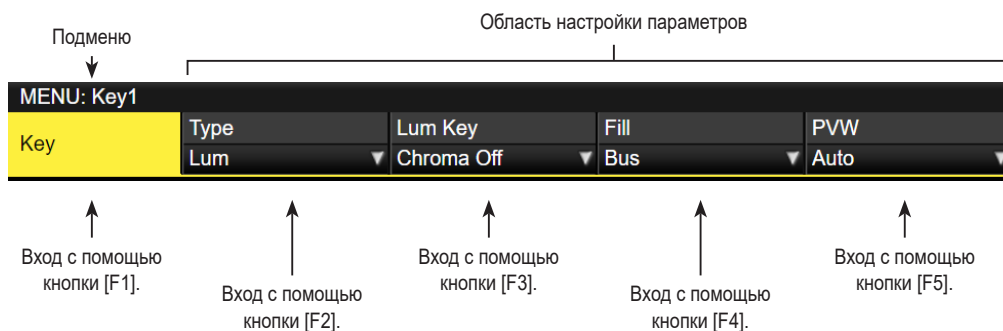 Область настройки параметров
Подменю
MENU: Key1
Key
Type
Lum Key
Fill
PVW
Lum
Chroma Off
Bus
Auto
Вход с помощью
кнопки [F1].
Вход с помощью
кнопки [F2].
Вход с помощью
кнопки [F3].
Вход с помощью
кнопки [F4].
Вход с помощью
кнопки [F5].